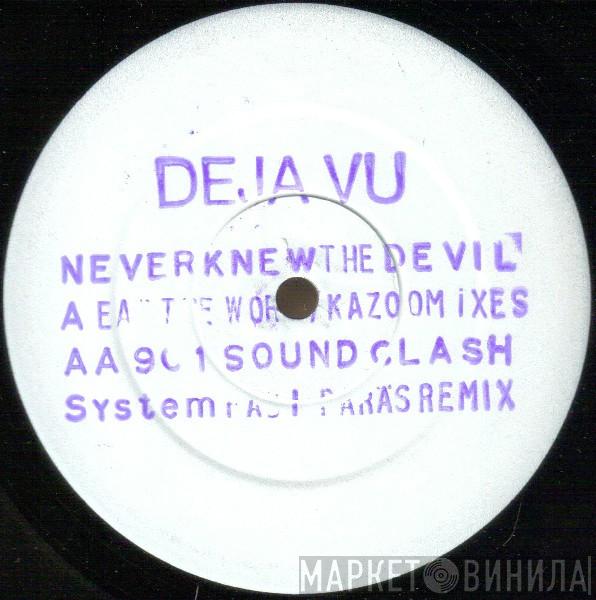 DEJA VU
NEVER KNEW THE DEVIL
A KAZOO MiXES
AA SOUND CLASH
System REMIX
МАРКЕТ ВИНИЛА